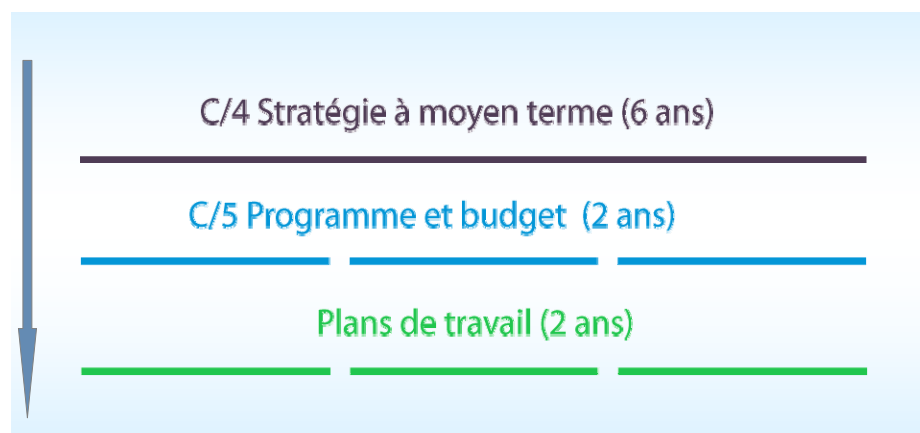 C/4 Stratégie à moyen terme (6 ans)
C/5 Programme et budget (2 ans)
Plans de travail (2 ans)